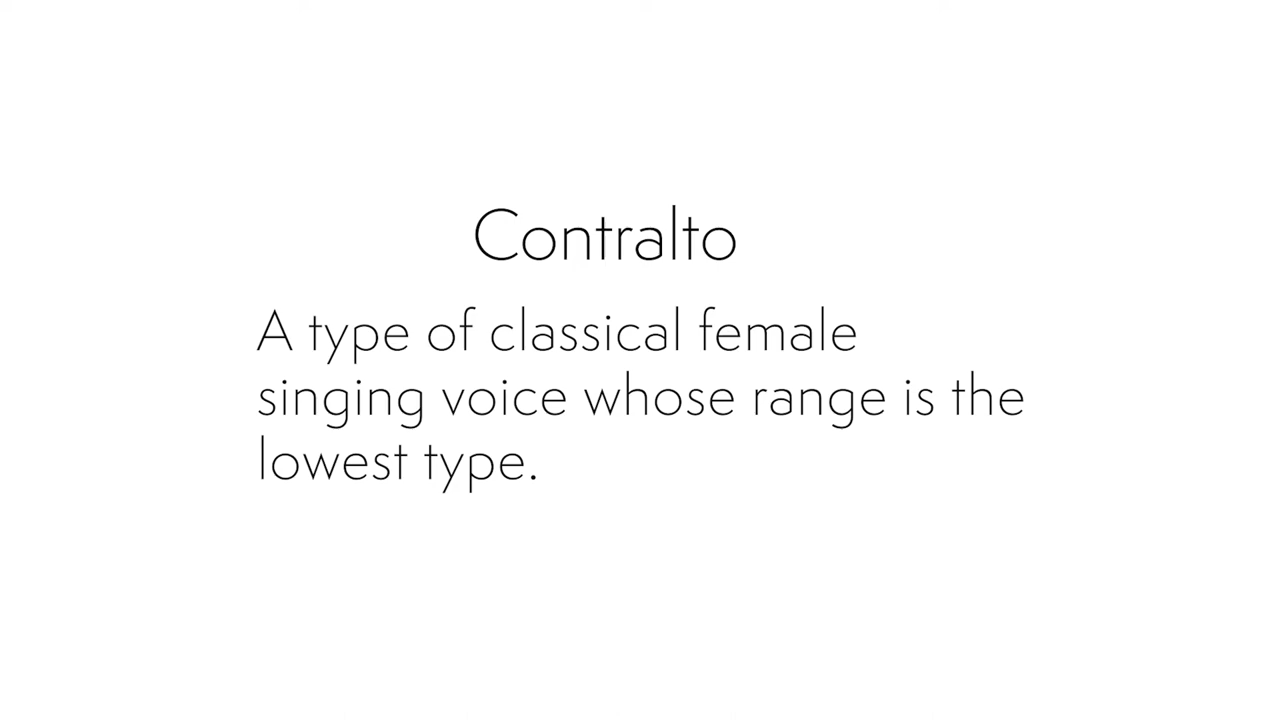 Contralto
A type of classical female
singing voice whose range is the
lowest type.